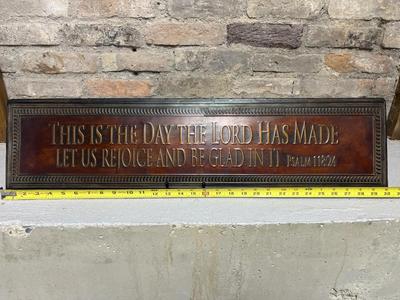 THIS IS THE DAY THE LORD HAS MADE
LET US REJOICE AND BE GLAD IN IT PSALM 118:24